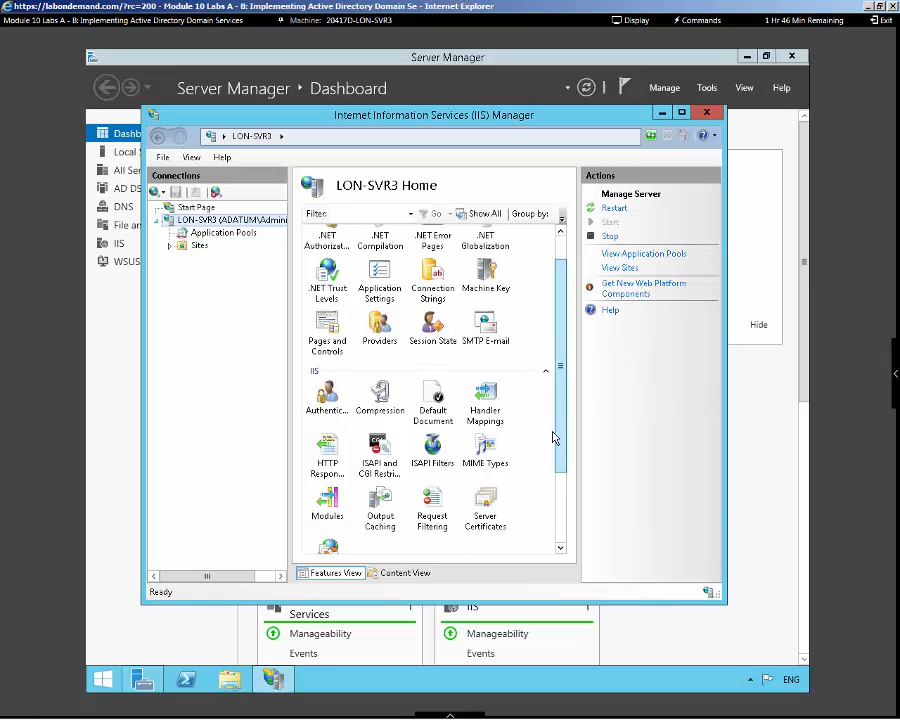 https://labondemand.com/?rc=200 - Module 10 Labs A - B: Implementing Active Directory Domain Se - Internet Explorer
Module 10 Labs A - B: Implementing Active Directory Domain Services
Machine: 20417D-LON-SVR3
Display
Commands
1 Hr 46 Min Remaining
Exit
Server Manager
Server Manager
Dashboard
Manage
Tools
View
Help
Dashb
Local
All Ser
AD DS
DNS
File an
IIS
WSUS
Internet Information Services (IIS) Manager
LON-SVR3
File
View
Help
Connections
Start Page
LON-SVR3 (ADATUM\Admini
Application Pools
Sites
LON-SVR3 Home
Filter:
Go
Show All
Group by:
.NET Authorizat...
.NET Compilation
.NET Error Pages
.NET Globalization
.NET Trust Levels
Application Settings
Connection Strings
Machine Key
Pages and Controls
Providers
Session State
SMTP E-mail
IIS
Authentic...
Compression
Default Document
Handler Mappings
HTTP Respon...
ISAPI and CGI Restri...
ISAPI Filters
MIME Types
Modules
Output Caching
Request Filtering
Server Certificates
Features View
Content View
Ready
Actions
Manage Server
Restart
Start
Stop
View Application Pools
View Sites
Get New Web Platform Components
Help
Hide
Services
1
IIS
1
Manageability
Manageability
Events
Events
ENG